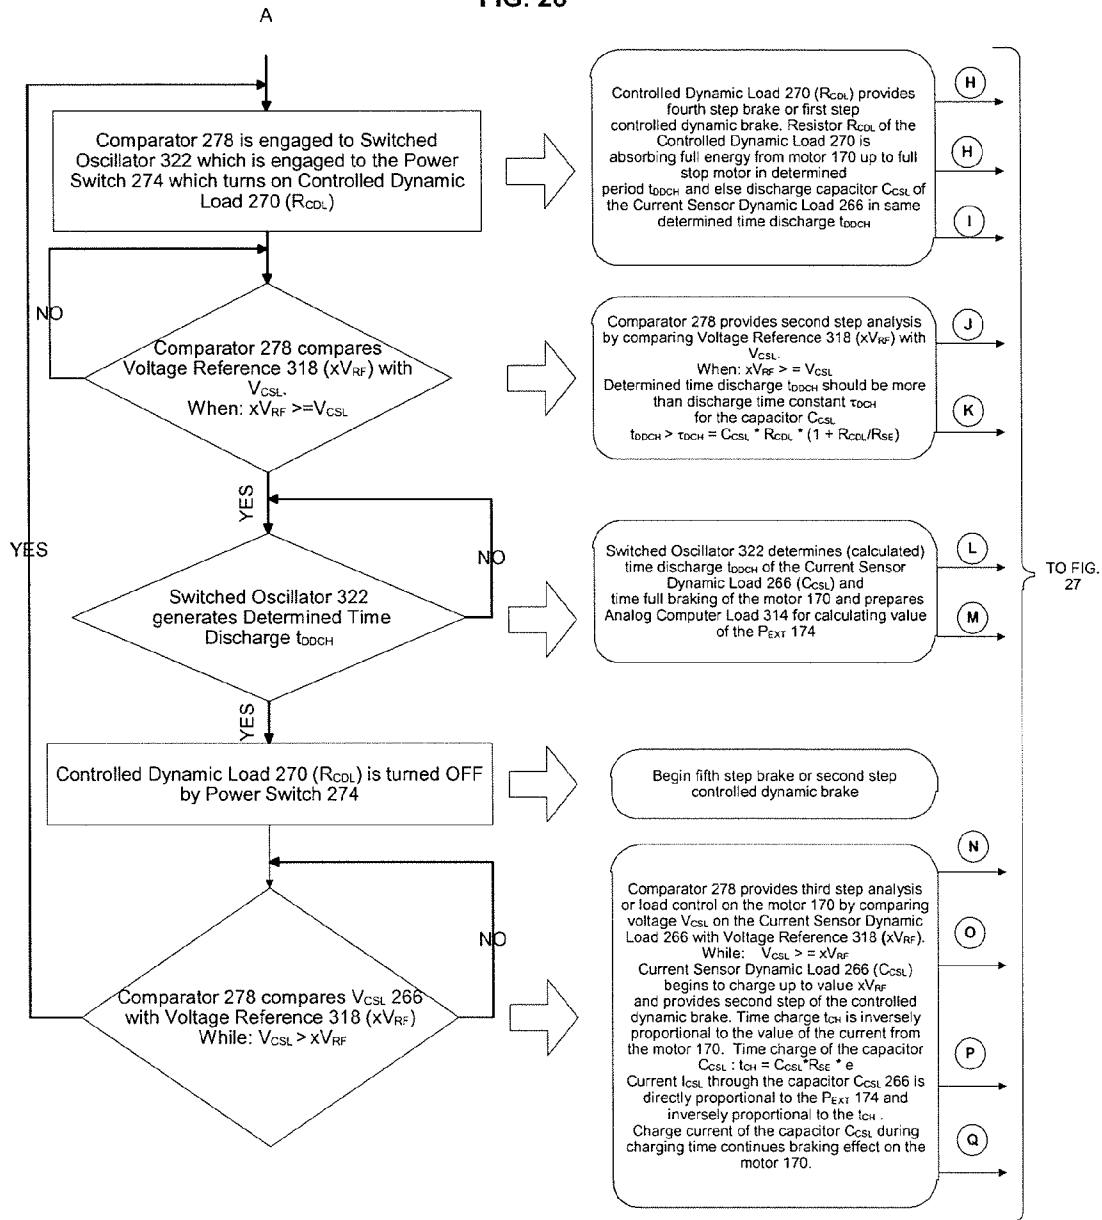 FIG. 26
A
Comparator 278 is engaged to Switched
Oscillator 322 which is engaged to the Power
Switch 274 which turns on Controlled Dynamic
Load 270 (RCDL)
Controlled Dynamic Load 270 (RCDL) provides
fourth step brake or first step
controlled dynamic brake. Resistor RCDL of the
Controlled Dynamic Load 270 is
absorbing full energy from motor 170 up to full
stop motor in determined
period tDDCH and else discharge capacitor CCSL of
the Current Sensor Dynamic Load 266 in same
determined time discharge tDDCH
H
H
I
NO
Comparator 278 compares
Voltage Reference 318 (xVRF) with
VCSL.
When: xVRF >=VCSL
Comparator 278 provides second step analysis
by comparing Voltage Reference 318 (xVRF) with
VCSL.
When: xVRF > = VCSL
Determined time discharge tDDCH should be more
than discharge time constant τDCH
for the capacitor CCSL
tDDCH > τDCH = CCSL * RCDL * (1 + RCDL/RSE)
J
K
YES
YES
NO
Switched Oscillator 322
generates Determined Time
Discharge tDDCH
Switched Oscillator 322 determines (calculated)
time discharge tDDCH of the Current Sensor
Dynamic Load 266 (CCSL) and
time full braking of the motor 170 and prepares
Analog Computer Load 314 for calculating value
of the PEXT 174
L
M
TO FIG.
27
YES
Controlled Dynamic Load 270 (RCDL) is turned OFF
by Power Switch 274
Begin fifth step brake or second step
controlled dynamic brake
NO
Comparator 278 compares VCSL 266
with Voltage Reference 318 (xVRF)
While: VCSL > xVRF
Comparator 278 provides third step analysis
or load control on the motor 170 by comparing
voltage VCSL on the Current Sensor Dynamic
Load 266 with Voltage Reference 318 (xVRF).
While: VCSL > = xVRF
Current Sensor Dynamic Load 266 (CCSL)
begins to charge up to value xVRF
and provides second step of the controlled
dynamic brake. Time charge tCH is inversely
proportional to the value of the current from
the motor 170. Time charge of the capacitor
CCSL : tCH = CCSL*RSE * e
Current ICSL through the capacitor CCSL 266 is
directly proportional to the PEXT 174 and
inversely proportional to the tCH .
Charge current of the capacitor CCSL during
charging time continues braking effect on the
motor 170.
N
O
P
Q